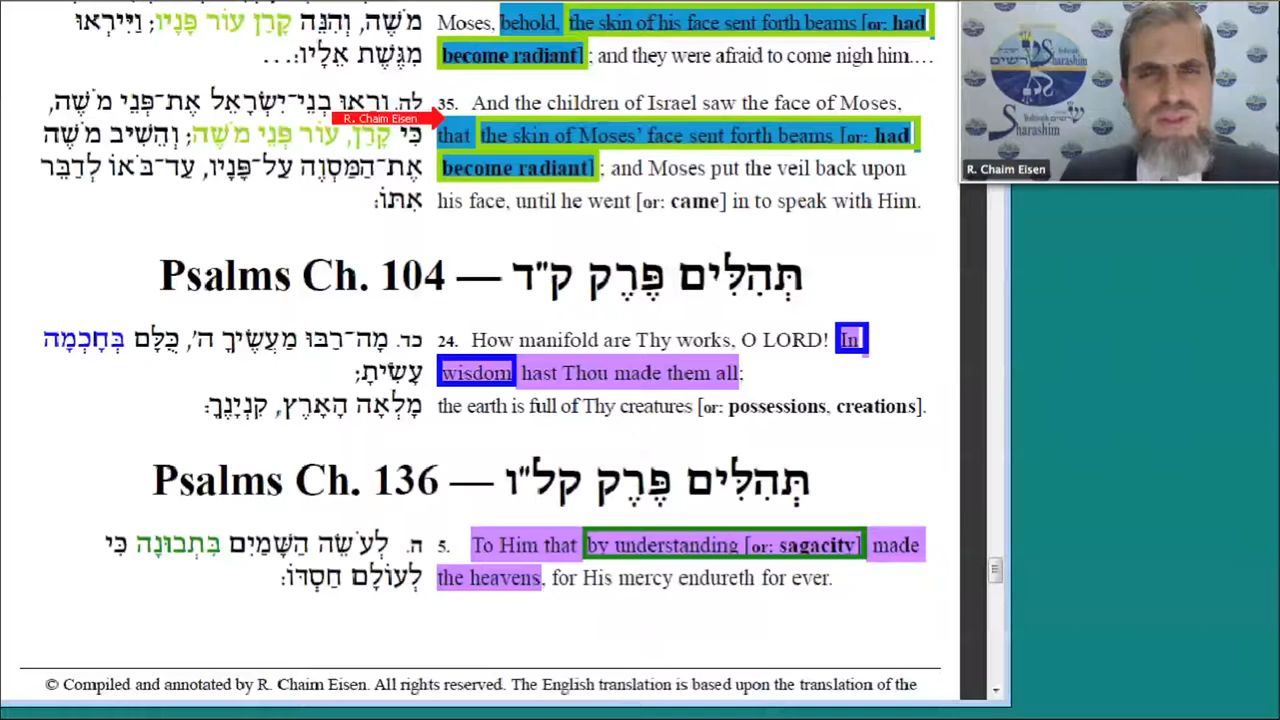 מֹשֶׁה, וְהִנֵּה קָרַן עוֹר פָּנָיו; וַיִּירְאוּ
מִגֶּשֶׁת אֵלָיו:…
לה. וְרָאוּ בְנֵי־יִשְׂרָאֵל אֶת־פְּנֵי מֹשֶׁה,
כִּי קָרַן, עוֹר פְּנֵי מֹשֶׁה; וְהֵשִׁיב מֹשֶׁה
אֶת־הַמַּסְוֶה עַל־פָּנָיו, עַד־בֹּאוֹ לְדַבֵּר
אִתּוֹ:
Moses, behold, the skin of his face sent forth beams [or: had
become radiant]; and they were afraid to come nigh him.…
35. And the children of Israel saw the face of Moses,
that the skin of Moses’ face sent forth beams [or: had
become radiant]; and Moses put the veil back upon
his face, until he went [or: came] in to speak with Him.
R. Chaim Eisen
Psalms Ch. 104 — תְּהִלִּים פֶּרֶק ק"ד
כד. מָה־רַבּוּ מַעֲשֶׂיךָ ה', כֻּלָּם בְּחָכְמָה
עָשִׂיתָ;
מָלְאָה הָאָרֶץ, קִנְיָנֶךָ:
24. How manifold are Thy works, O LORD! In
wisdom hast Thou made them all;
the earth is full of Thy creatures [or: possessions, creations].
Psalms Ch. 136 — תְּהִלִּים פֶּרֶק קל"ו
ה. לְעֹשֵׂה הַשָּׁמַיִם בִּתְבוּנָה כִּי
לְעוֹלָם חַסְדּוֹ:
5. To Him that by understanding [or: sagacity] made
the heavens, for His mercy endureth for ever.
© Compiled and annotated by R. Chaim Eisen. All rights reserved. The English translation is based upon the translation of the
Yeshivath
Sharashim
שרשים
Sharashim
R. Chaim Eisen